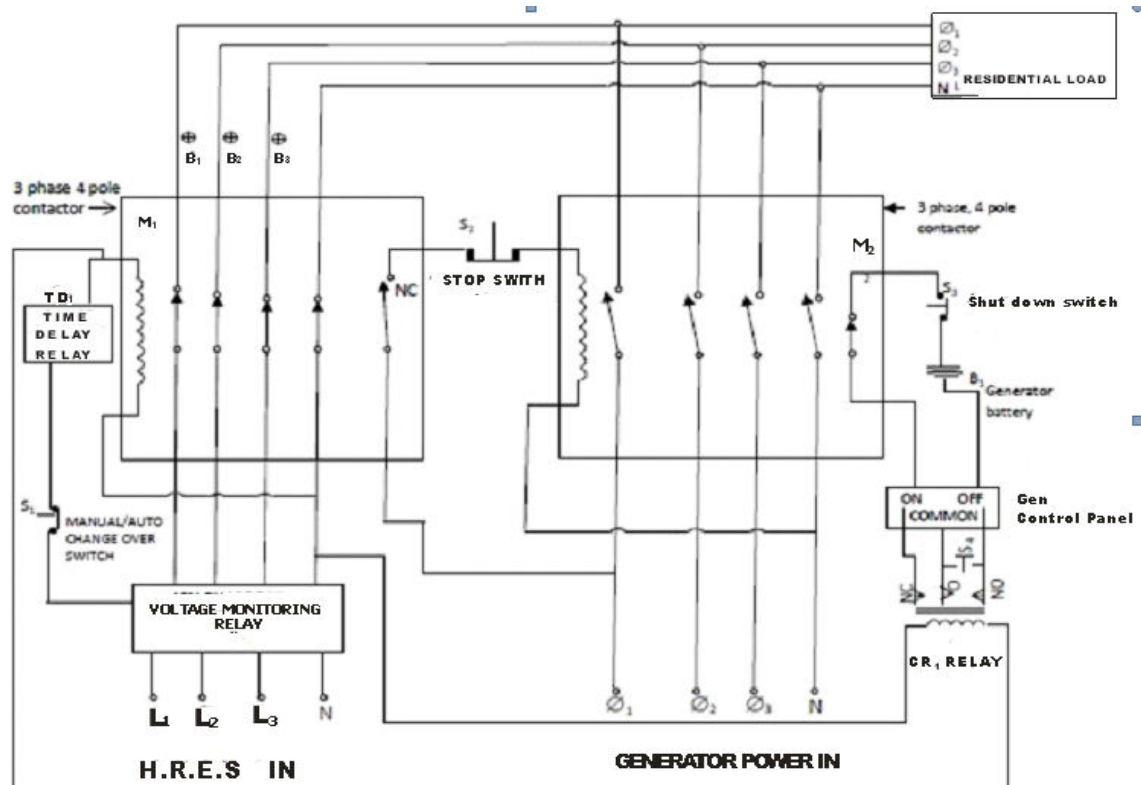 Ø₁
Ø₂
Ø₃
N
RESIDENTIAL LOAD
B₁
B₂
B₃
3 phase 4 pole
contactor
M₁
S₂
STOP SWITH
NC
3 phase, 4 pole
contactor
M₂
2
S₃
Shut down switch
TD₁
TIME
DELAY
RELAY
B₁
Generator
battery
S₁
MANUAL/AUTO
CHANGE OVER
SWITCH
ON OFF
COMMON
Gen
Control Panel
S₄
NC
O
NO
VOLTAGE MONITORING
RELAY
CR₁ RELAY
L₁
L₂
L₃
N
Ø₁
Ø₂
Ø₃
N
H.R.E.S IN
GENERATOR POWER IN